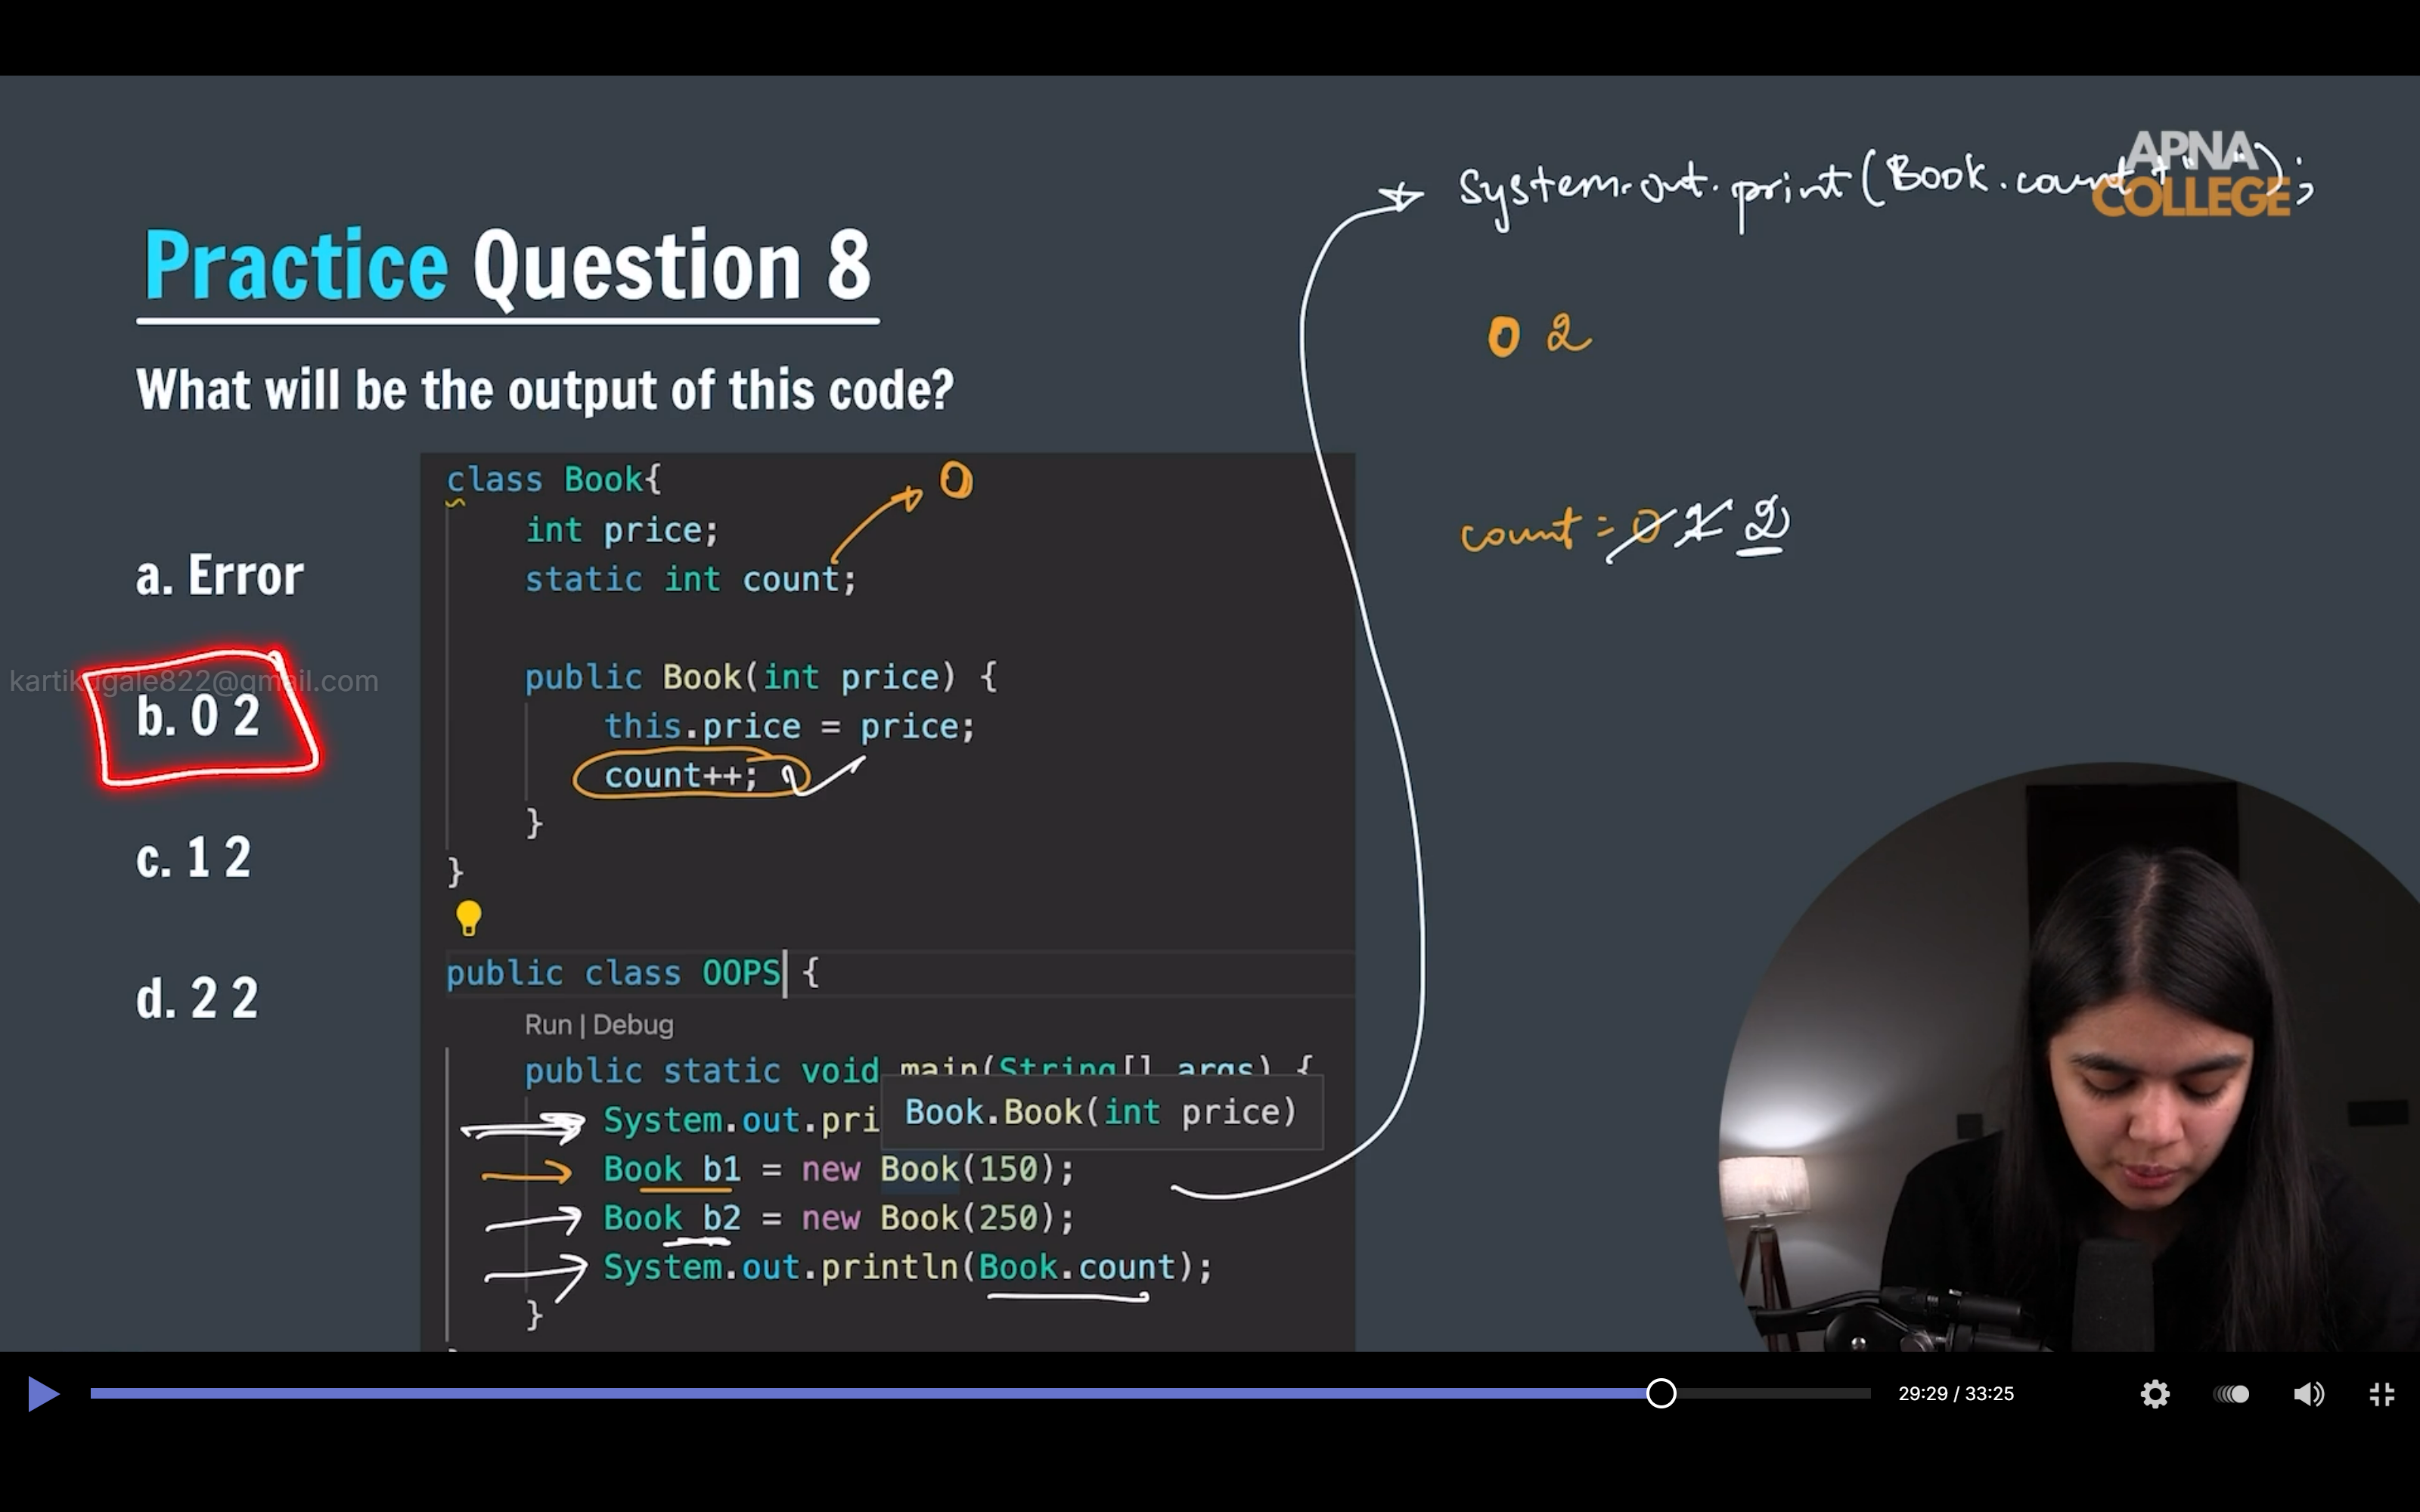 System.out.print(Book.count+" ");
APNA
COLLEGE
Practice Question 8
0 2
What will be the output of this code?
class Book{
0
int price;
count = 0 1 2
static int count;
a. Error
public Book(int price) {
kartikugale822@gmail.com
b. 0 2
this.price = price;
count++;
}
c. 1 2
}
public class OOPS {
d. 2 2
Run | Debug
public static void main(String[] args) {
System.out.pri
Book.Book(int price)
Book b1 = new Book(150);
Book b2 = new Book(250);
System.out.println(Book.count);
}
29:29 / 33:25